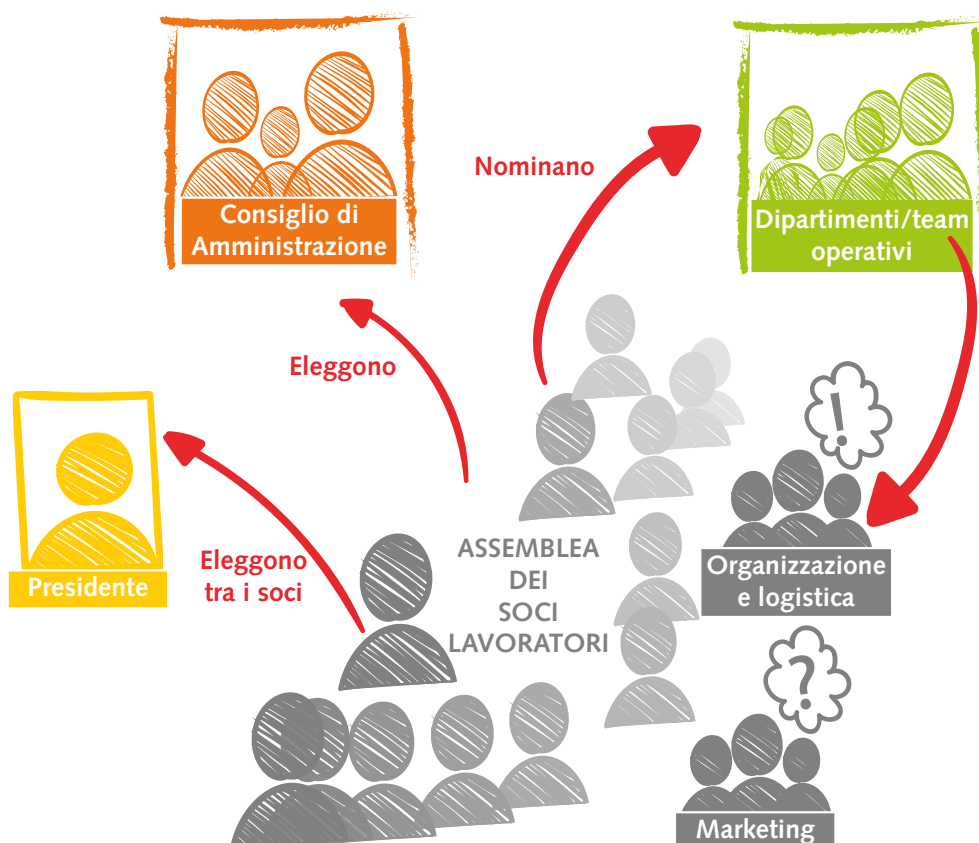 Consiglio di
Amministrazione
Nominano
Dipartimenti/team
operativi
Eleggono
Presidente
Eleggono
tra i soci
ASSEMBLEA
DEI
SOCI
LAVORATORI
!
Organizzazione
e logistica
?
Marketing